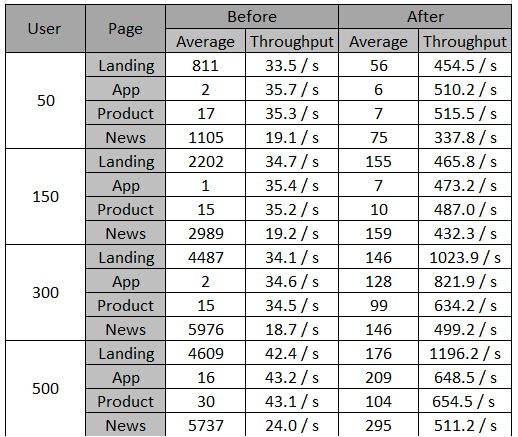 User Page Before After
Average Throughput Average Throughput
50 Landing 811 33.5 / s 56 454.5 / s
App 2 35.7 / s 6 510.2 / s
Product 17 35.3 / s 7 515.5 / s
News 1105 19.1 / s 75 337.8 / s
150 Landing 2202 34.7 / s 155 465.8 / s
App 1 35.4 / s 7 473.2 / s
Product 15 35.2 / s 10 487.0 / s
News 2989 19.2 / s 159 432.3 / s
300 Landing 4487 34.1 / s 146 1023.9 / s
App 2 34.6 / s 128 821.9 / s
Product 15 34.5 / s 99 634.2 / s
News 5976 18.7 / s 146 499.2 / s
500 Landing 4609 42.4 / s 176 1196.2 / s
App 16 43.2 / s 209 648.5 / s
Product 30 43.1 / s 104 654.5 / s
News 5737 24.0 / s 295 511.2 / s